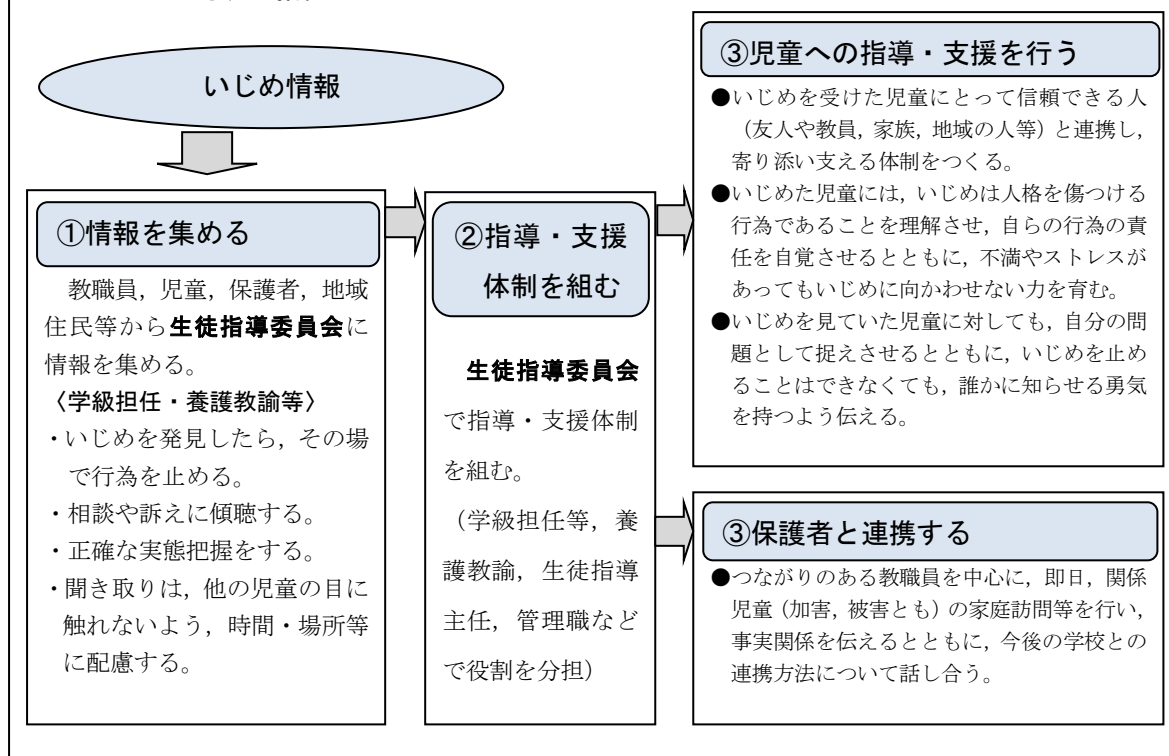 いじめ情報
①情報を集める
教職員，児童，保護者，地域
住民等から生徒指導委員会に
情報を集める。
〈学級担任・養護教諭等〉
・いじめを発見したら，その場
で行為を止める。
・相談や訴えに傾聴する。
・正確な実態把握をする。
・聞き取りは，他の児童の目に
触れないよう，時間・場所等
に配慮する。
②指導・支援
体制を組む
生徒指導委員会
で指導・支援体制
を組む。
（学級担任等，養
護教諭，生徒指導
主任，管理職など
で役割を分担）
③児童への指導・支援を行う
●いじめを受けた児童にとって信頼できる人
（友人や教員，家族，地域の人等）と連携し，
寄り添い支える体制をつくる。
●いじめた児童には，いじめは人格を傷つける
行為であることを理解させ，自らの行為の責
任を自覚させるとともに，不満やストレスが
あってもいじめに向かわせない力を育む。
●いじめを見ていた児童に対しても，自分の問
題として捉えさせるとともに，いじめを止め
ることはできなくても，誰かに知らせる勇気
を持つよう伝える。
③保護者と連携する
●つながりのある教職員を中心に，即日，関係
児童（加害，被害とも）の家庭訪問等を行い，
事実関係を伝えるとともに，今後の学校との
連携方法について話し合う。